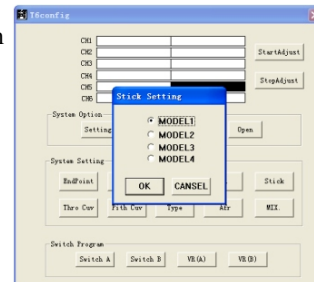 n
T6config
CH1
CH2
CH3
CH4
CH5
CH6
StartAdjust
StopAdjust
Stick Setting
MODEL1
MODEL2
MODEL3
MODEL4
OK CANSEL
System Option
Setting Open
System Setting
EndPoint Stick
Thro Cuv Pith Cuv Type Afr MIX.
Switch Program
Switch A Switch B VR(A) VR(B)